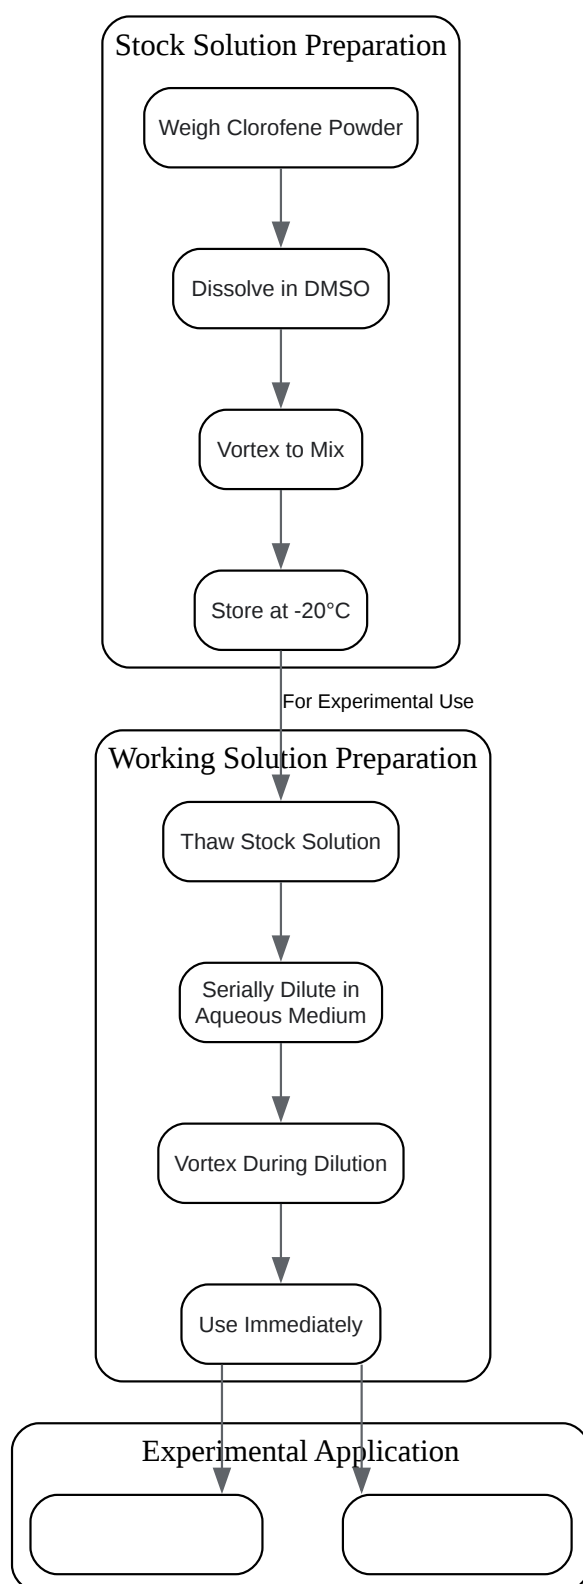 Stock Solution Preparation
Weigh Clorofene Powder
Dissolve in DMSO
Vortex to Mix
Store at -20°C
For Experimental Use
Working Solution Preparation
Thaw Stock Solution
Serially Dilute in
Aqueous Medium
Vortex During Dilution
Use Immediately
Experimental Application